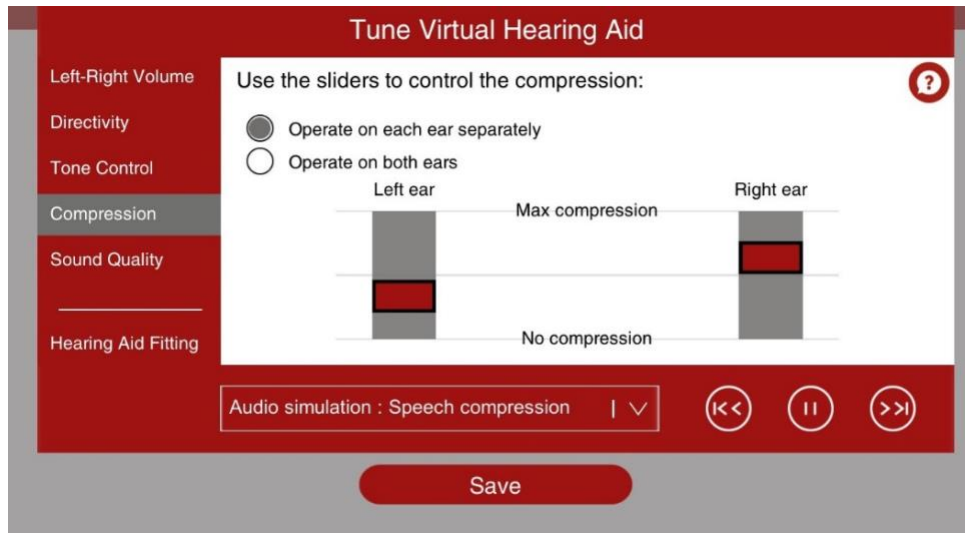 Tune Virtual Hearing Aid
Left-Right Volume
Directivity
Tone Control
Compression
Sound Quality
Hearing Aid Fitting
Use the sliders to control the compression:
?
Operate on each ear separately
Operate on both ears
Left ear
Right ear
Max compression
No compression
Audio simulation : Speech compression
Save